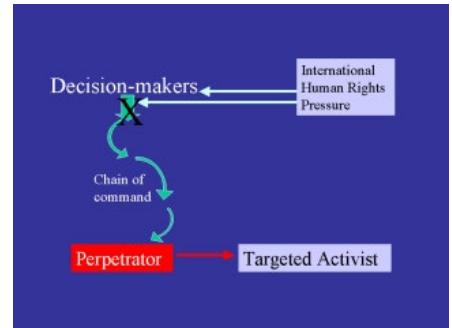 International
Human Rights
Pressure
Decision-makers
X
Chain of
command
Perpetrator
Targeted Activist